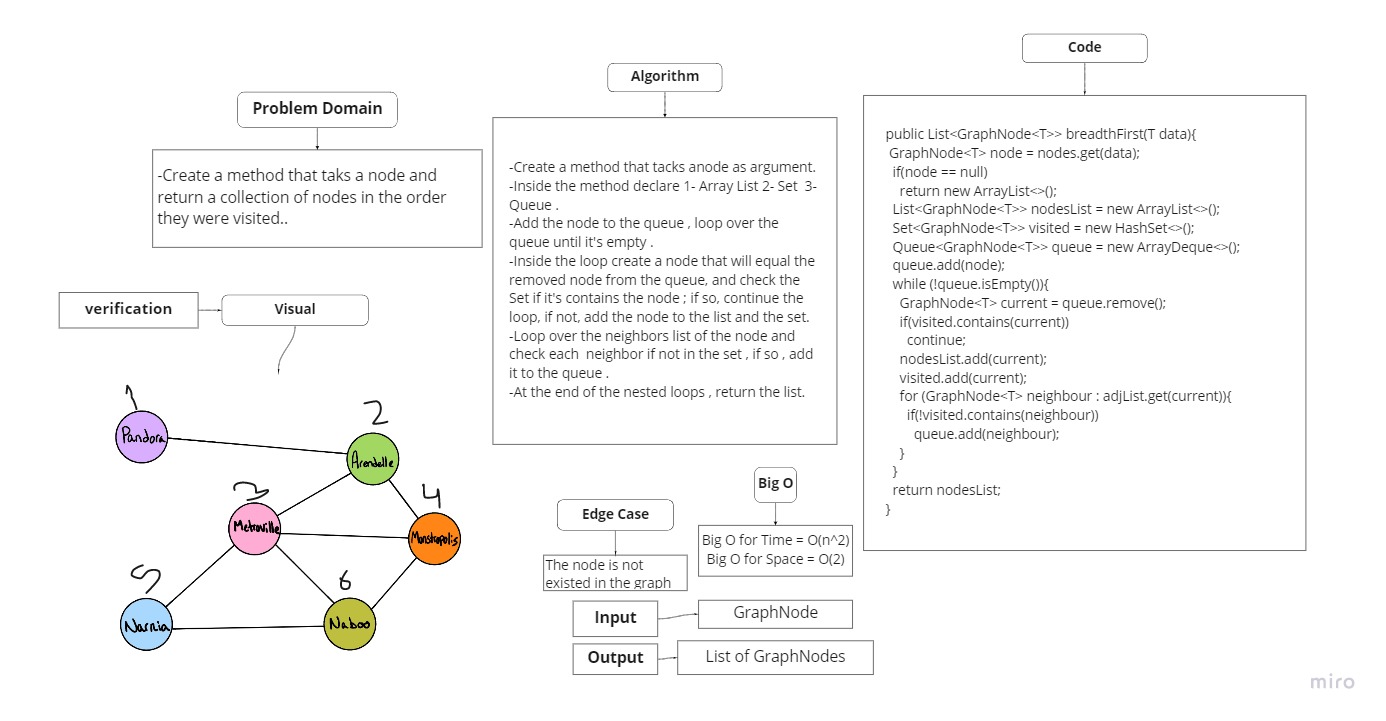 Problem Domain
-Create a method that taks a node and
return a collection of nodes in the order
they were visited..
verification
Visual
1
Pandora
2
Arendelle
3
Metroville
4
Monstropolis
5
Narnia
6
Naboo
Algorithm
-Create a method that tacks anode as argument.
-Inside the method declare 1- Array List 2- Set 3-
Queue .
-Add the node to the queue , loop over the
queue until it's empty .
-Inside the loop create a node that will equal the
removed node from the queue, and check the
Set if it's contains the node ; if so, continue the
loop, if not, add the node to the list and the set.
-Loop over the neighbors list of the node and
check each neighbor if not in the set , if so , add
it to the queue .
-At the end of the nested loops , return the list.
Edge Case
The node is not
existed in the graph
Big O
Big O for Time = O(n^2)
Big O for Space = O(2)
Input
GraphNode
Output
List of GraphNodes
Code
public List<GraphNode<T>> breadthFirst(T data){
GraphNode<T> node = nodes.get(data);
if(node == null)
return new ArrayList<>();
List<GraphNode<T>> nodesList = new ArrayList<>();
Set<GraphNode<T>> visited = new HashSet<>();
Queue<GraphNode<T>> queue = new ArrayDeque<>();
queue.add(node);
while (!queue.isEmpty()){
GraphNode<T> current = queue.remove();
if(visited.contains(current))
continue;
nodesList.add(current);
visited.add(current);
for (GraphNode<T> neighbour : adjList.get(current)){
if(!visited.contains(neighbour))
queue.add(neighbour);
}
}
return nodesList;
}
miro